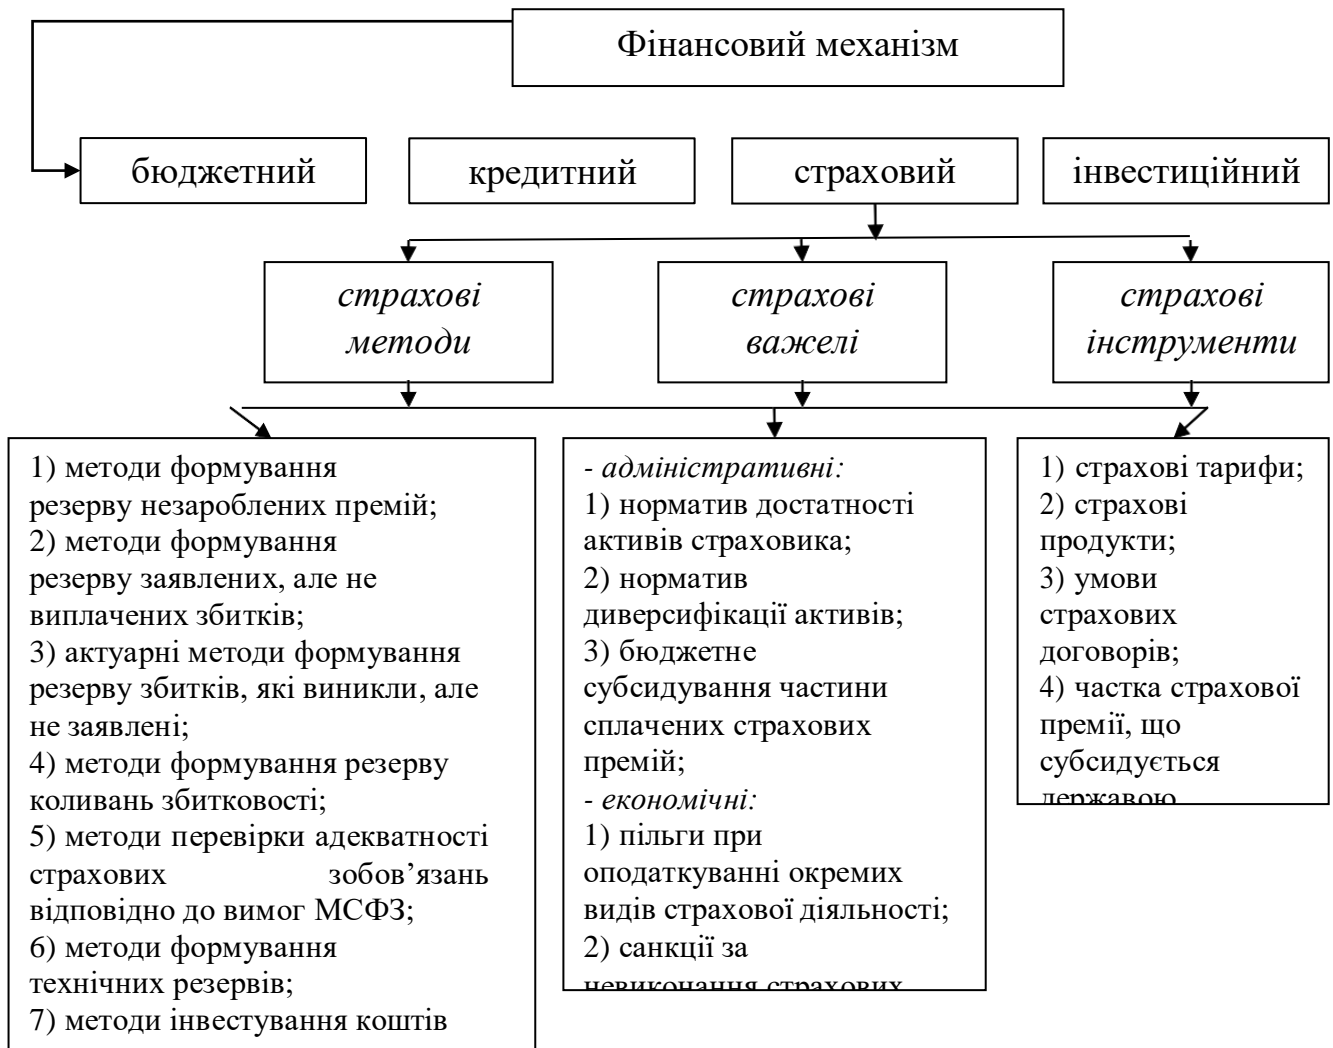 Фінансовий механізм
бюджетний
кредитний
страховий
інвестиційний
страхові
методи
страхові
важелі
страхові
інструменти
1) методи формування
резерву незароблених премій;
2) методи формування
резерву заявлених, але не
виплачених збитків;
3) актуарні методи формування
резерву збитків, які виникли, але
не заявлені;
4) методи формування резерву
коливань збитковості;
5) методи перевірки адекватності
страхових зобов’язань
відповідно до вимог МСФЗ;
6) методи формування
технічних резервів;
7) методи інвестування коштів
- адміністративні:
1) норматив достатності
активів страховика;
2) норматив
диверсифікації активів;
3) бюджетне
субсидування частини
сплачених страхових
премій;
- економічні:
1) пільги при
оподаткуванні окремих
видів страхової діяльності;
2) санкції за
невиконання страхових
1) страхові тарифи;
2) страхові
продукти;
3) умови
страхових
договорів;
4) частка страхової
премії, що
субсидується
державою